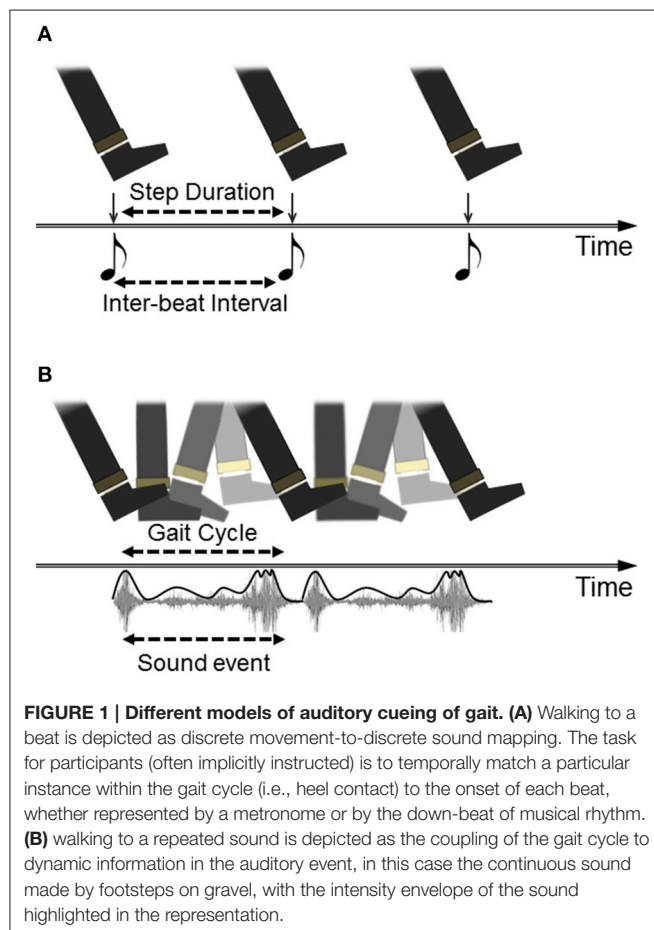 A
Step Duration
Time
Inter-beat Interval
B
Gait Cycle
Time
Sound event
FIGURE 1 | Different models of auditory cueing of gait. (A) Walking to a
beat is depicted as discrete movement-to-discrete sound mapping. The task
for participants (often implicitly instructed) is to temporally match a particular
instance within the gait cycle (i.e., heel contact) to the onset of each beat,
whether represented by a metronome or by the down-beat of musical rhythm.
(B) walking to a repeated sound is depicted as the coupling of the gait cycle to
dynamic information in the auditory event, in this case the continuous sound
made by footsteps on gravel, with the intensity envelope of the sound
highlighted in the representation.